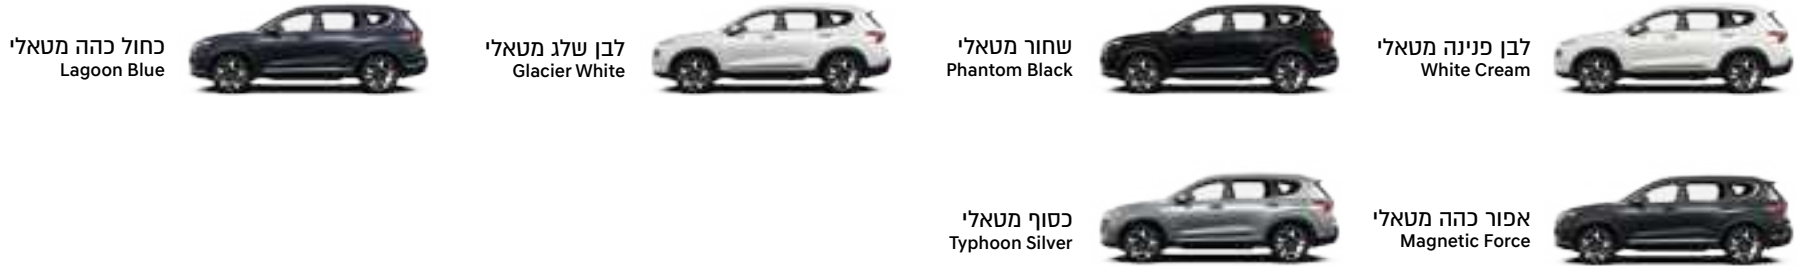 לבן פנינה מטאלי
White Cream
שחור מטאלי
Phantom Black
לבן שלג מטאלי
Glacier White
כחול כהה מטאלי
Lagoon Blue
אפור כהה מטאלי
Magnetic Force
כסוף מטאלי
Typhoon Silver